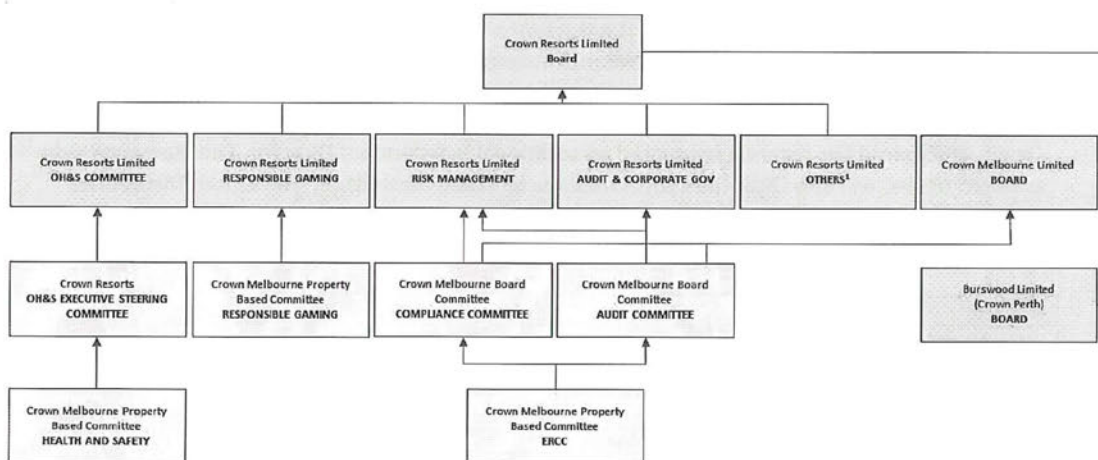 Crown Resorts Limited
Board
Crown Resorts Limited
OH&S COMMITTEE
Crown Resorts Limited
RESPONSIBLE GAMING
Crown Resorts Limited
RISK MANAGEMENT
Crown Resorts Limited
AUDIT & CORPORATE GOV
Crown Resorts Limited
OTHERS¹
Crown Melbourne Limited
BOARD
Crown Resorts
OH&S EXECUTIVE STEERING
COMMITTEE
Crown Melbourne Property
Based Committee
RESPONSIBLE GAMING
Crown Melbourne Board
Committee
COMPLIANCE COMMITTEE
Crown Melbourne Board
Committee
AUDIT COMMITTEE
Burswood Limited
(Crown Perth)
BOARD
Crown Melbourne Property
Based Committee
HEALTH AND SAFETY
Crown Melbourne Property
Based Committee
ERCC